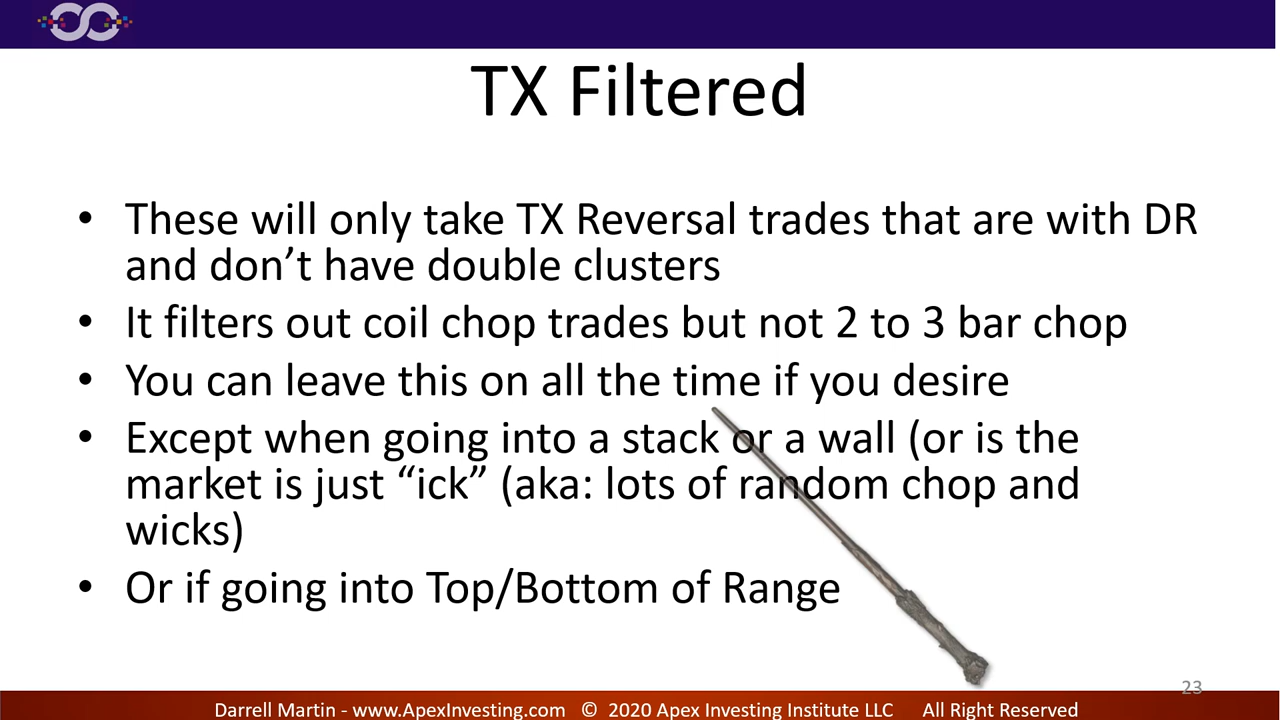 TX Filtered
• These will only take TX Reversal trades that are with DR
and don’t have double clusters
• It filters out coil chop trades but not 2 to 3 bar chop
• You can leave this on all the time if you desire
• Except when going into a stack or a wall (or is the
market is just “ick” (aka: lots of random chop and
wicks)
• Or if going into Top/Bottom of Range
23
Darrell Martin - www.ApexInvesting.com © 2020 Apex Investing Institute LLC All Right Reserved